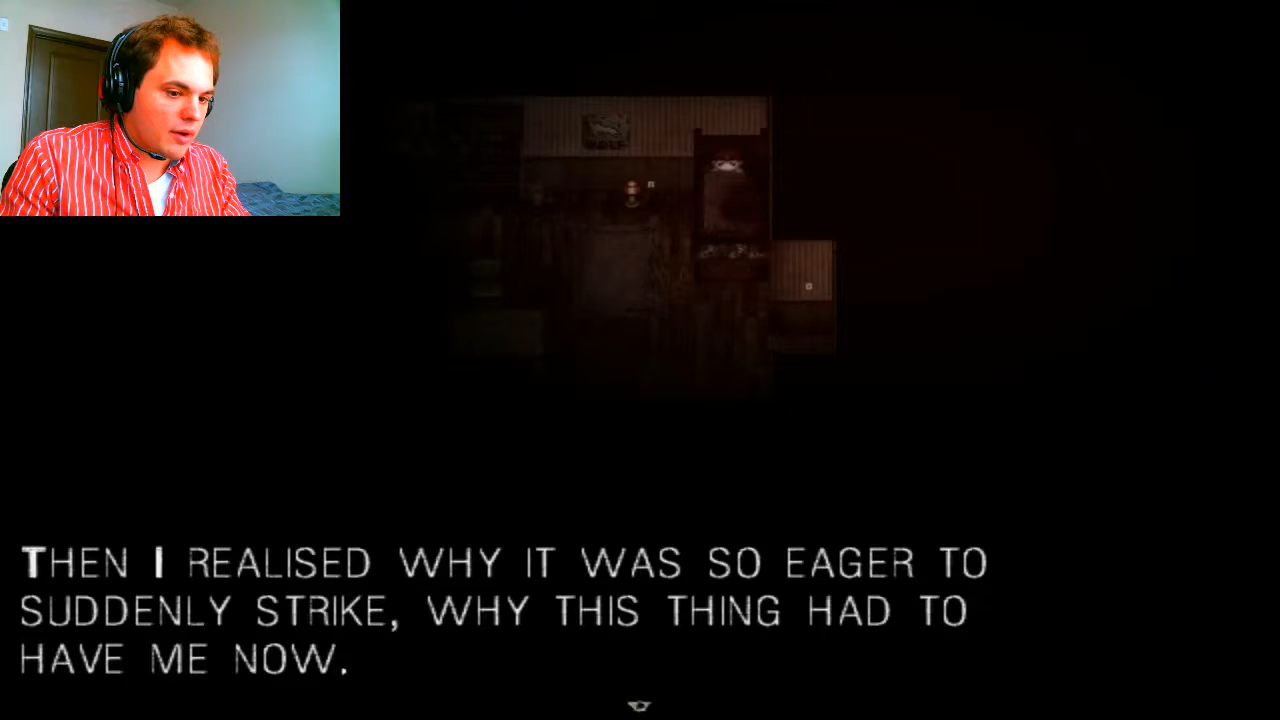 THEN I REALISED WHY IT WAS SO EAGER TO
SUDDENLY STRIKE, WHY THIS THING HAD TO
HAVE ME NOW.